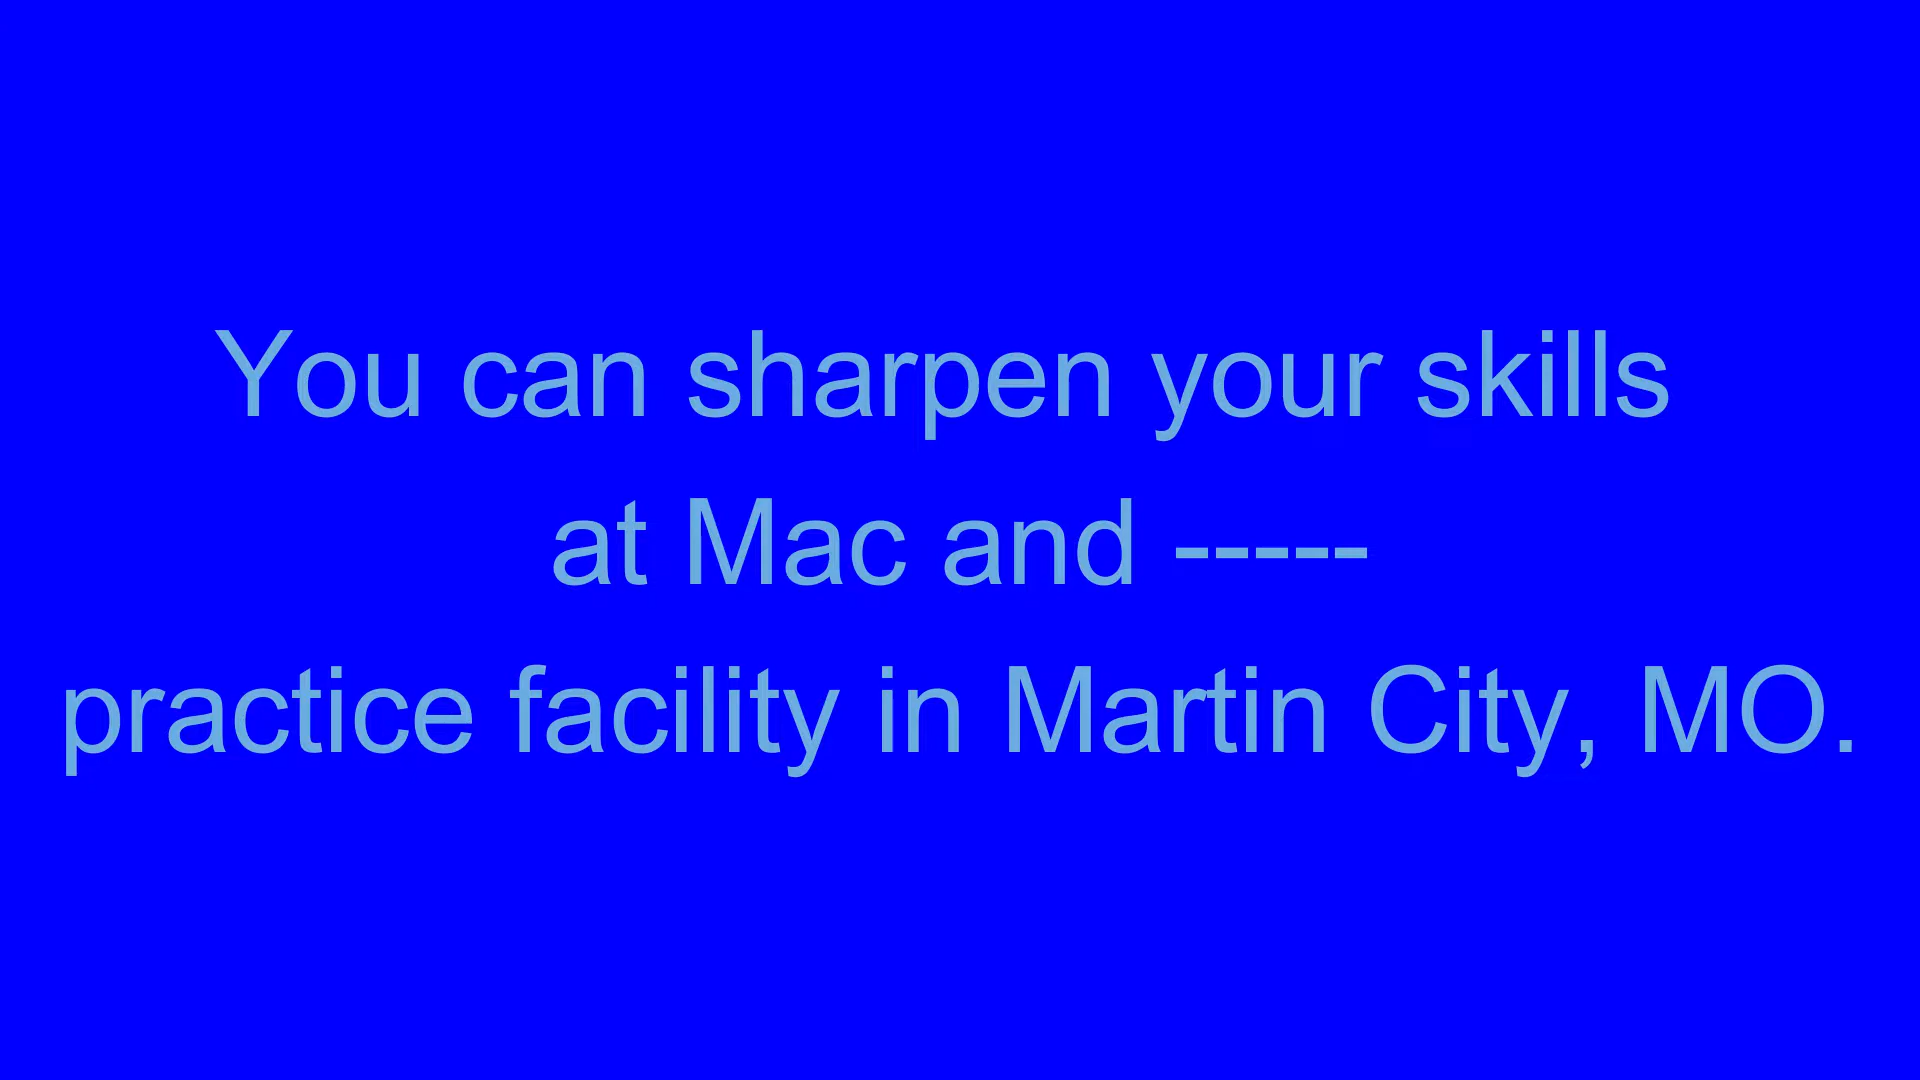 You can sharpen your skills
at Mac and -----
practice facility in Martin City, MO.